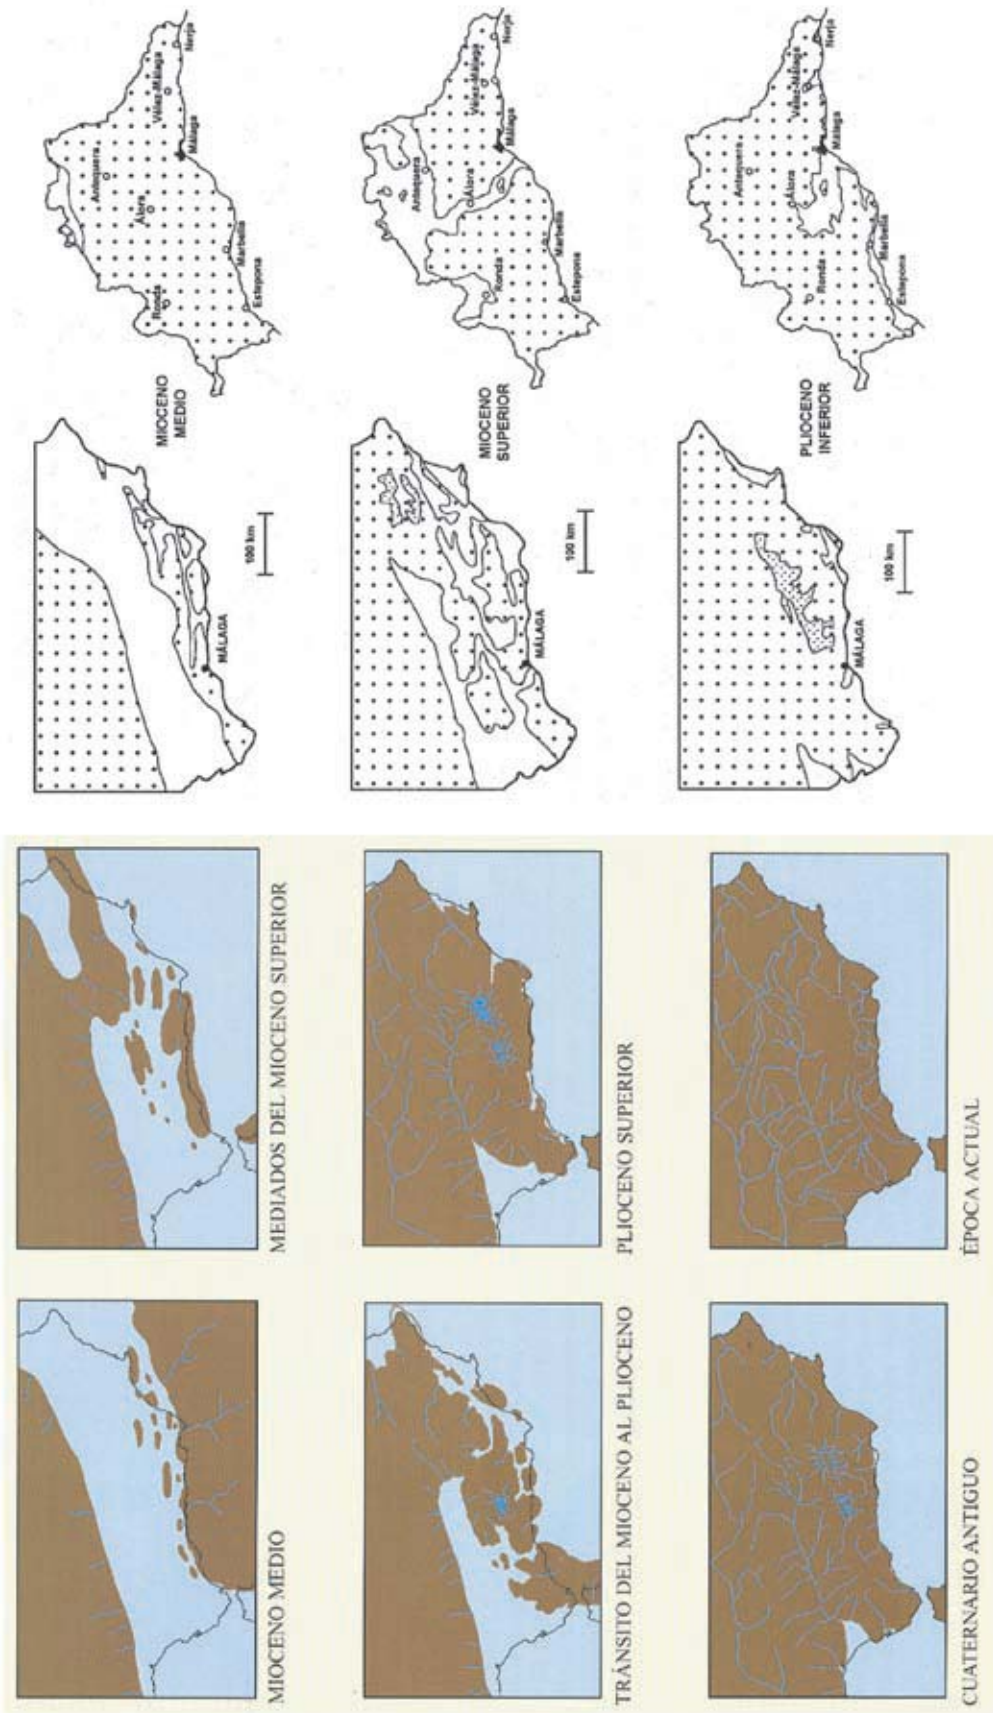 MIOCENO MEDIO
MEDIADOS DEL MIOCENO SUPERIOR
MÁLAGA
100 km
MIOCENO
MEDIO
Ronda
Antequera
Álora
Vélez-Málaga
Nerja
Málaga
Marbella
Estepona
TRÁNSITO DEL MIOCENO AL PLIOCENO
PLIOCENO SUPERIOR
MÁLAGA
100 km
MIOCENO
SUPERIOR
Antequera
Ronda
Álora
Vélez-Málaga
Nerja
Málaga
Marbella
Estepona
CUATERNARIO ANTIGUO
ÉPOCA ACTUAL
MÁLAGA
100 km
PLIOCENO
INFERIOR
Antequera
Ronda
Álora
Vélez-Málaga
Nerja
Málaga
Marbella
Estepona